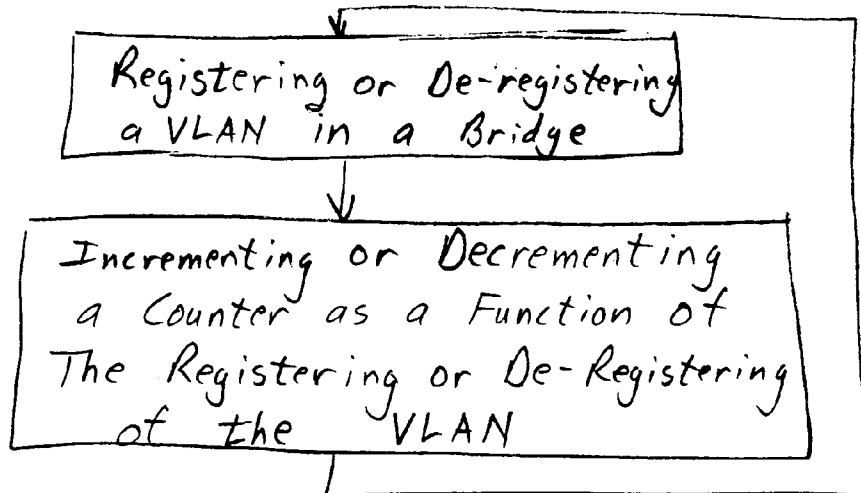 Registering or De-registering
a VLAN in a Bridge
Incrementing or Decrementing
a Counter as a Function of
The Registering or De-Registering
of the VLAN